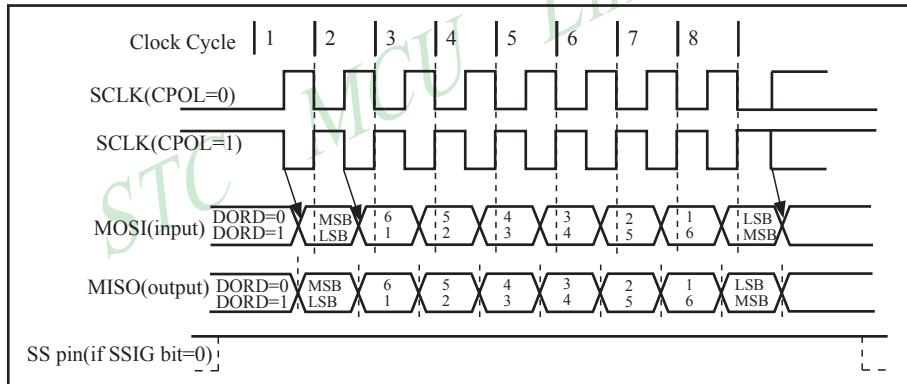 STC MCU
Clock Cycle 1 2 3 4 5 6 7 8
SCLK(CPOL=0)
SCLK(CPOL=1)
MOSI(input) DORD=0 MSB 6 5 4 3 2 1 LSB
DORD=1 LSB 1 2 3 4 5 6 MSB
MISO(output) DORD=0 MSB 6 5 4 3 2 1 LSB
DORD=1 LSB 1 2 3 4 5 6 MSB
SS pin(if SSIG bit=0)